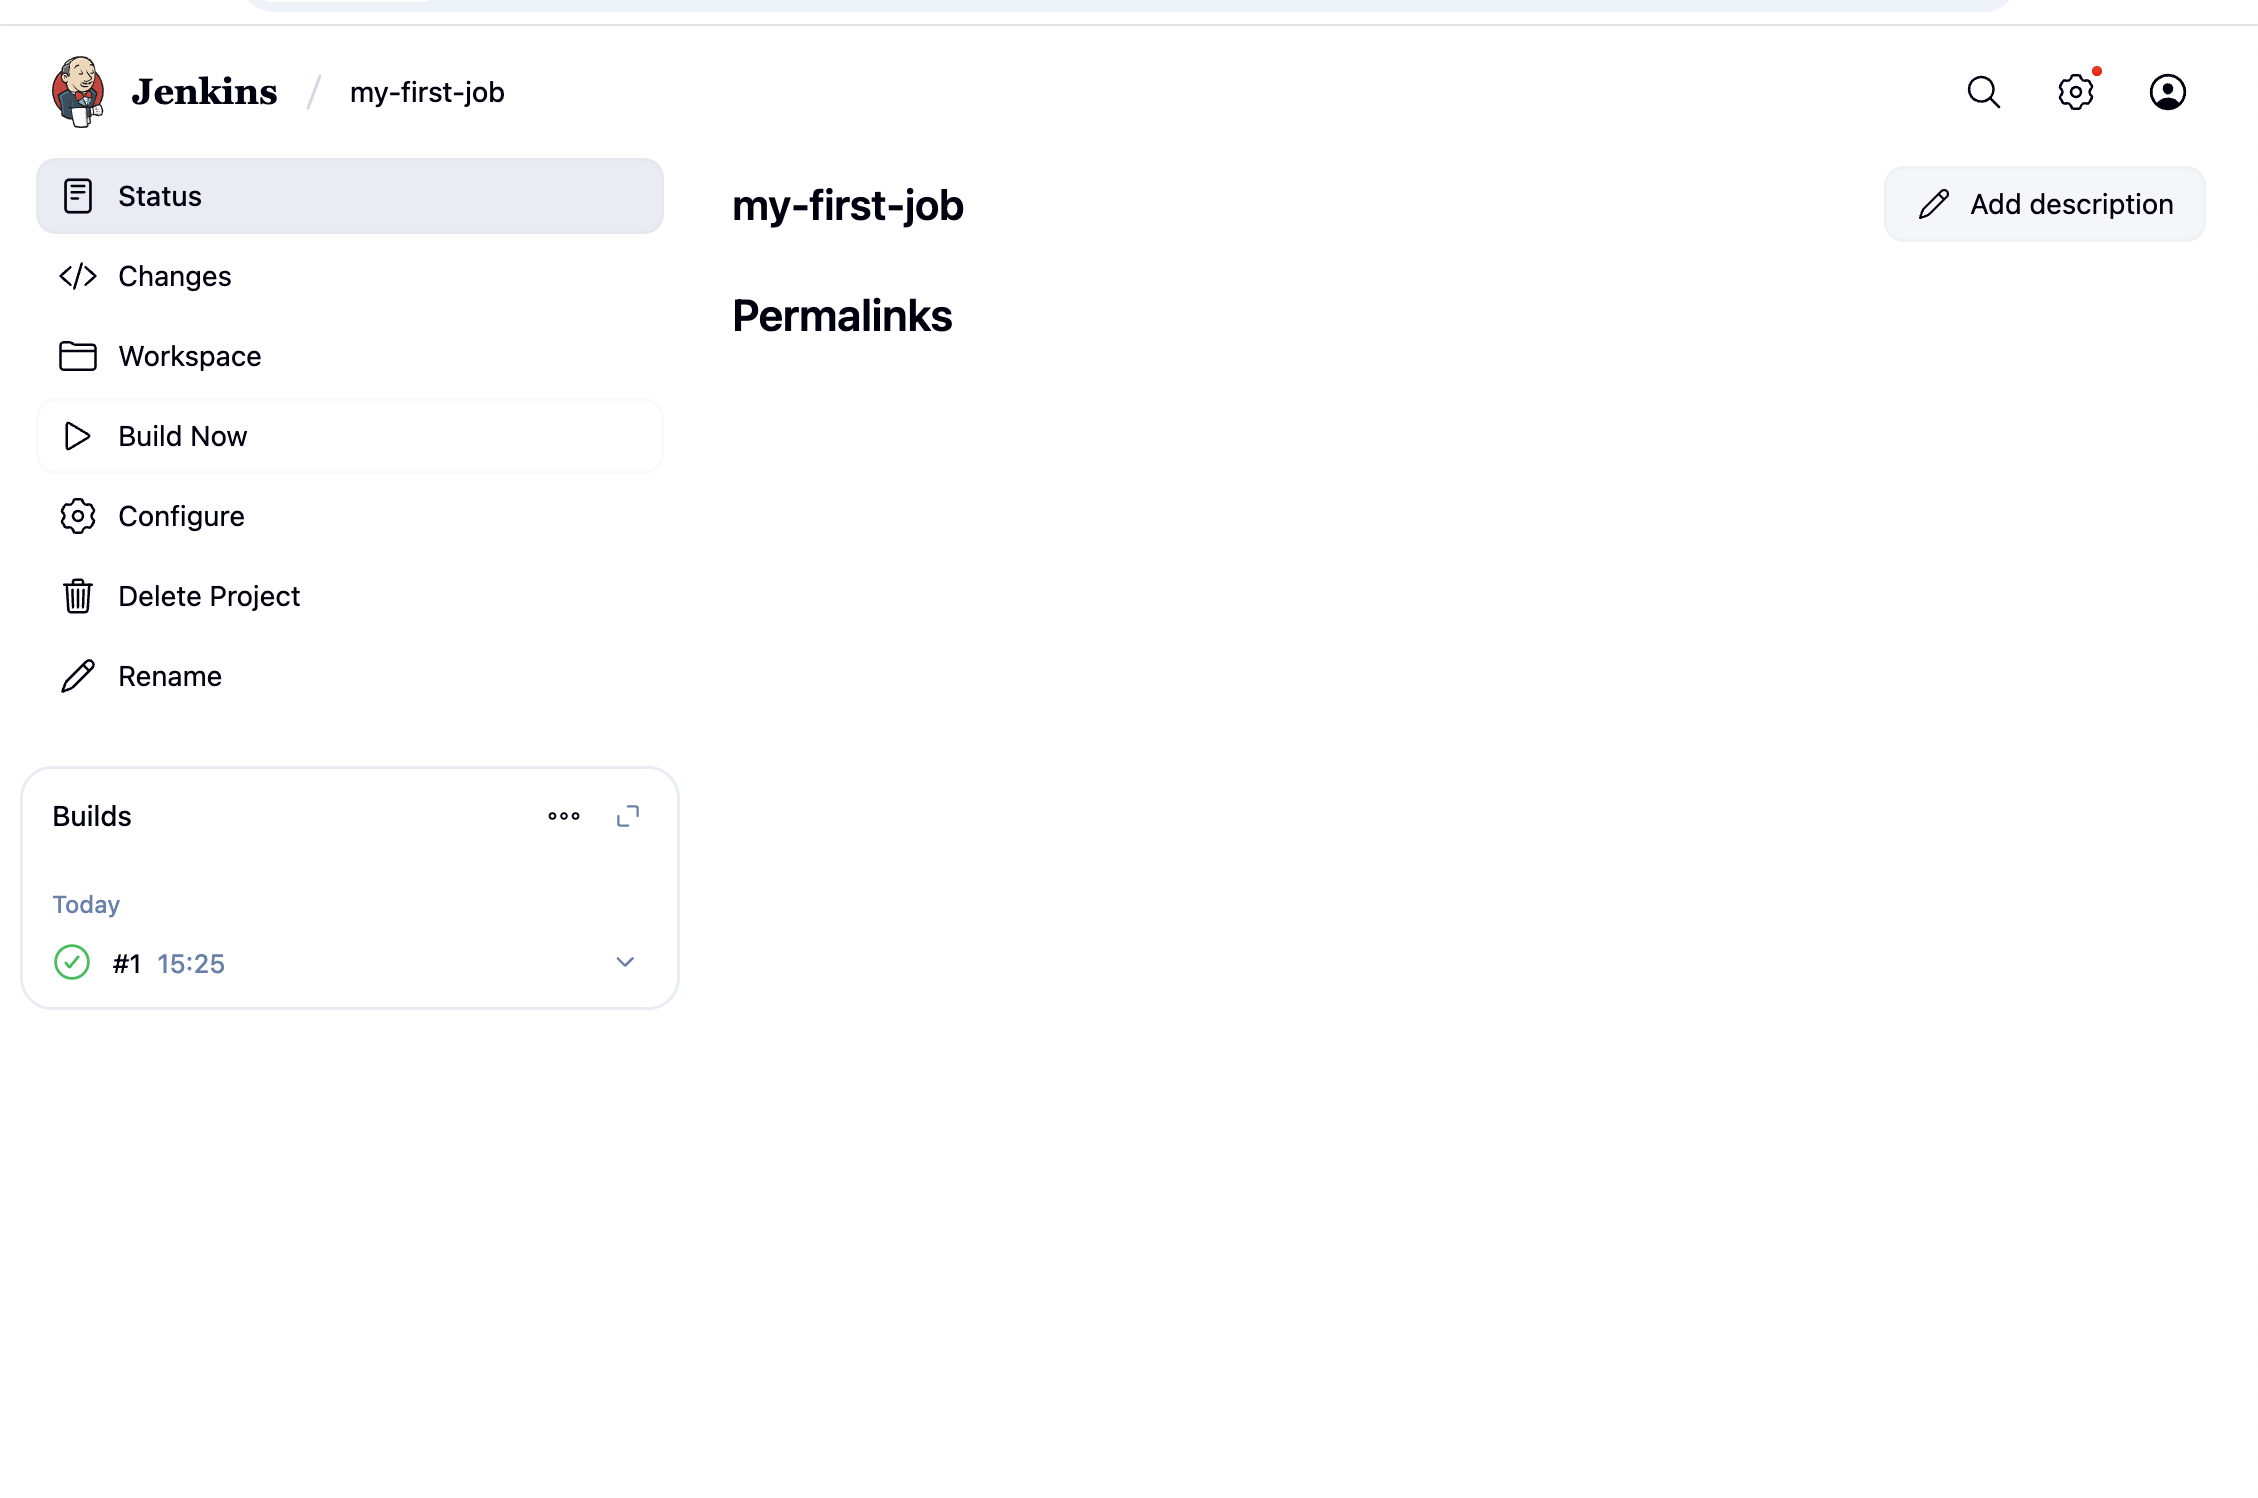 Jenkins / my-first-job
Status
Changes
Workspace
Build Now
Configure
Delete Project
Rename
Builds
Today
#1 15:25
my-first-job
Add description
Permalinks